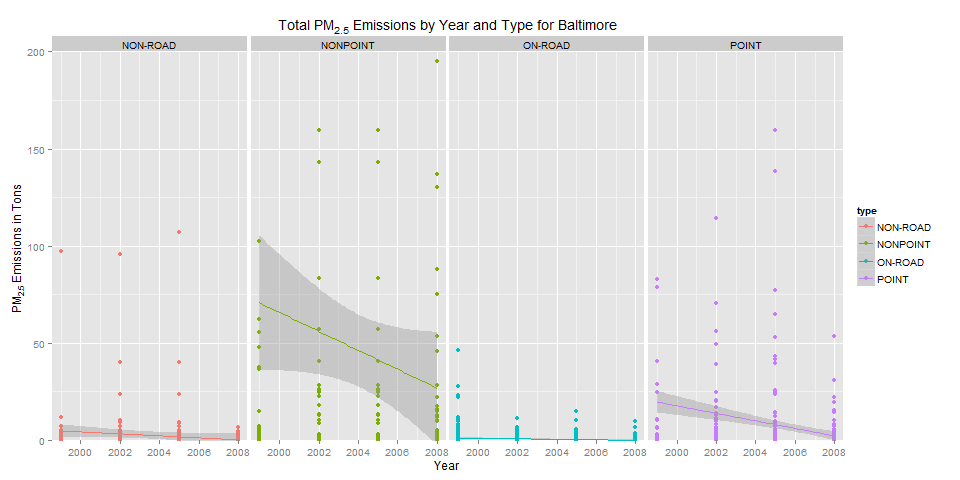 Total PM2.5 Emissions by Year and Type for Baltimore
NON-ROAD NONPOINT ON-ROAD POINT
200
150
100
50
0
PM2.5 Emissions in Tons
2000 2002 2004 2006 2008 2000 2002 2004 2006 2008 2000 2002 2004 2006 2008 2000 2002 2004 2006 2008
Year
type
NON-ROAD
NONPOINT
ON-ROAD
POINT